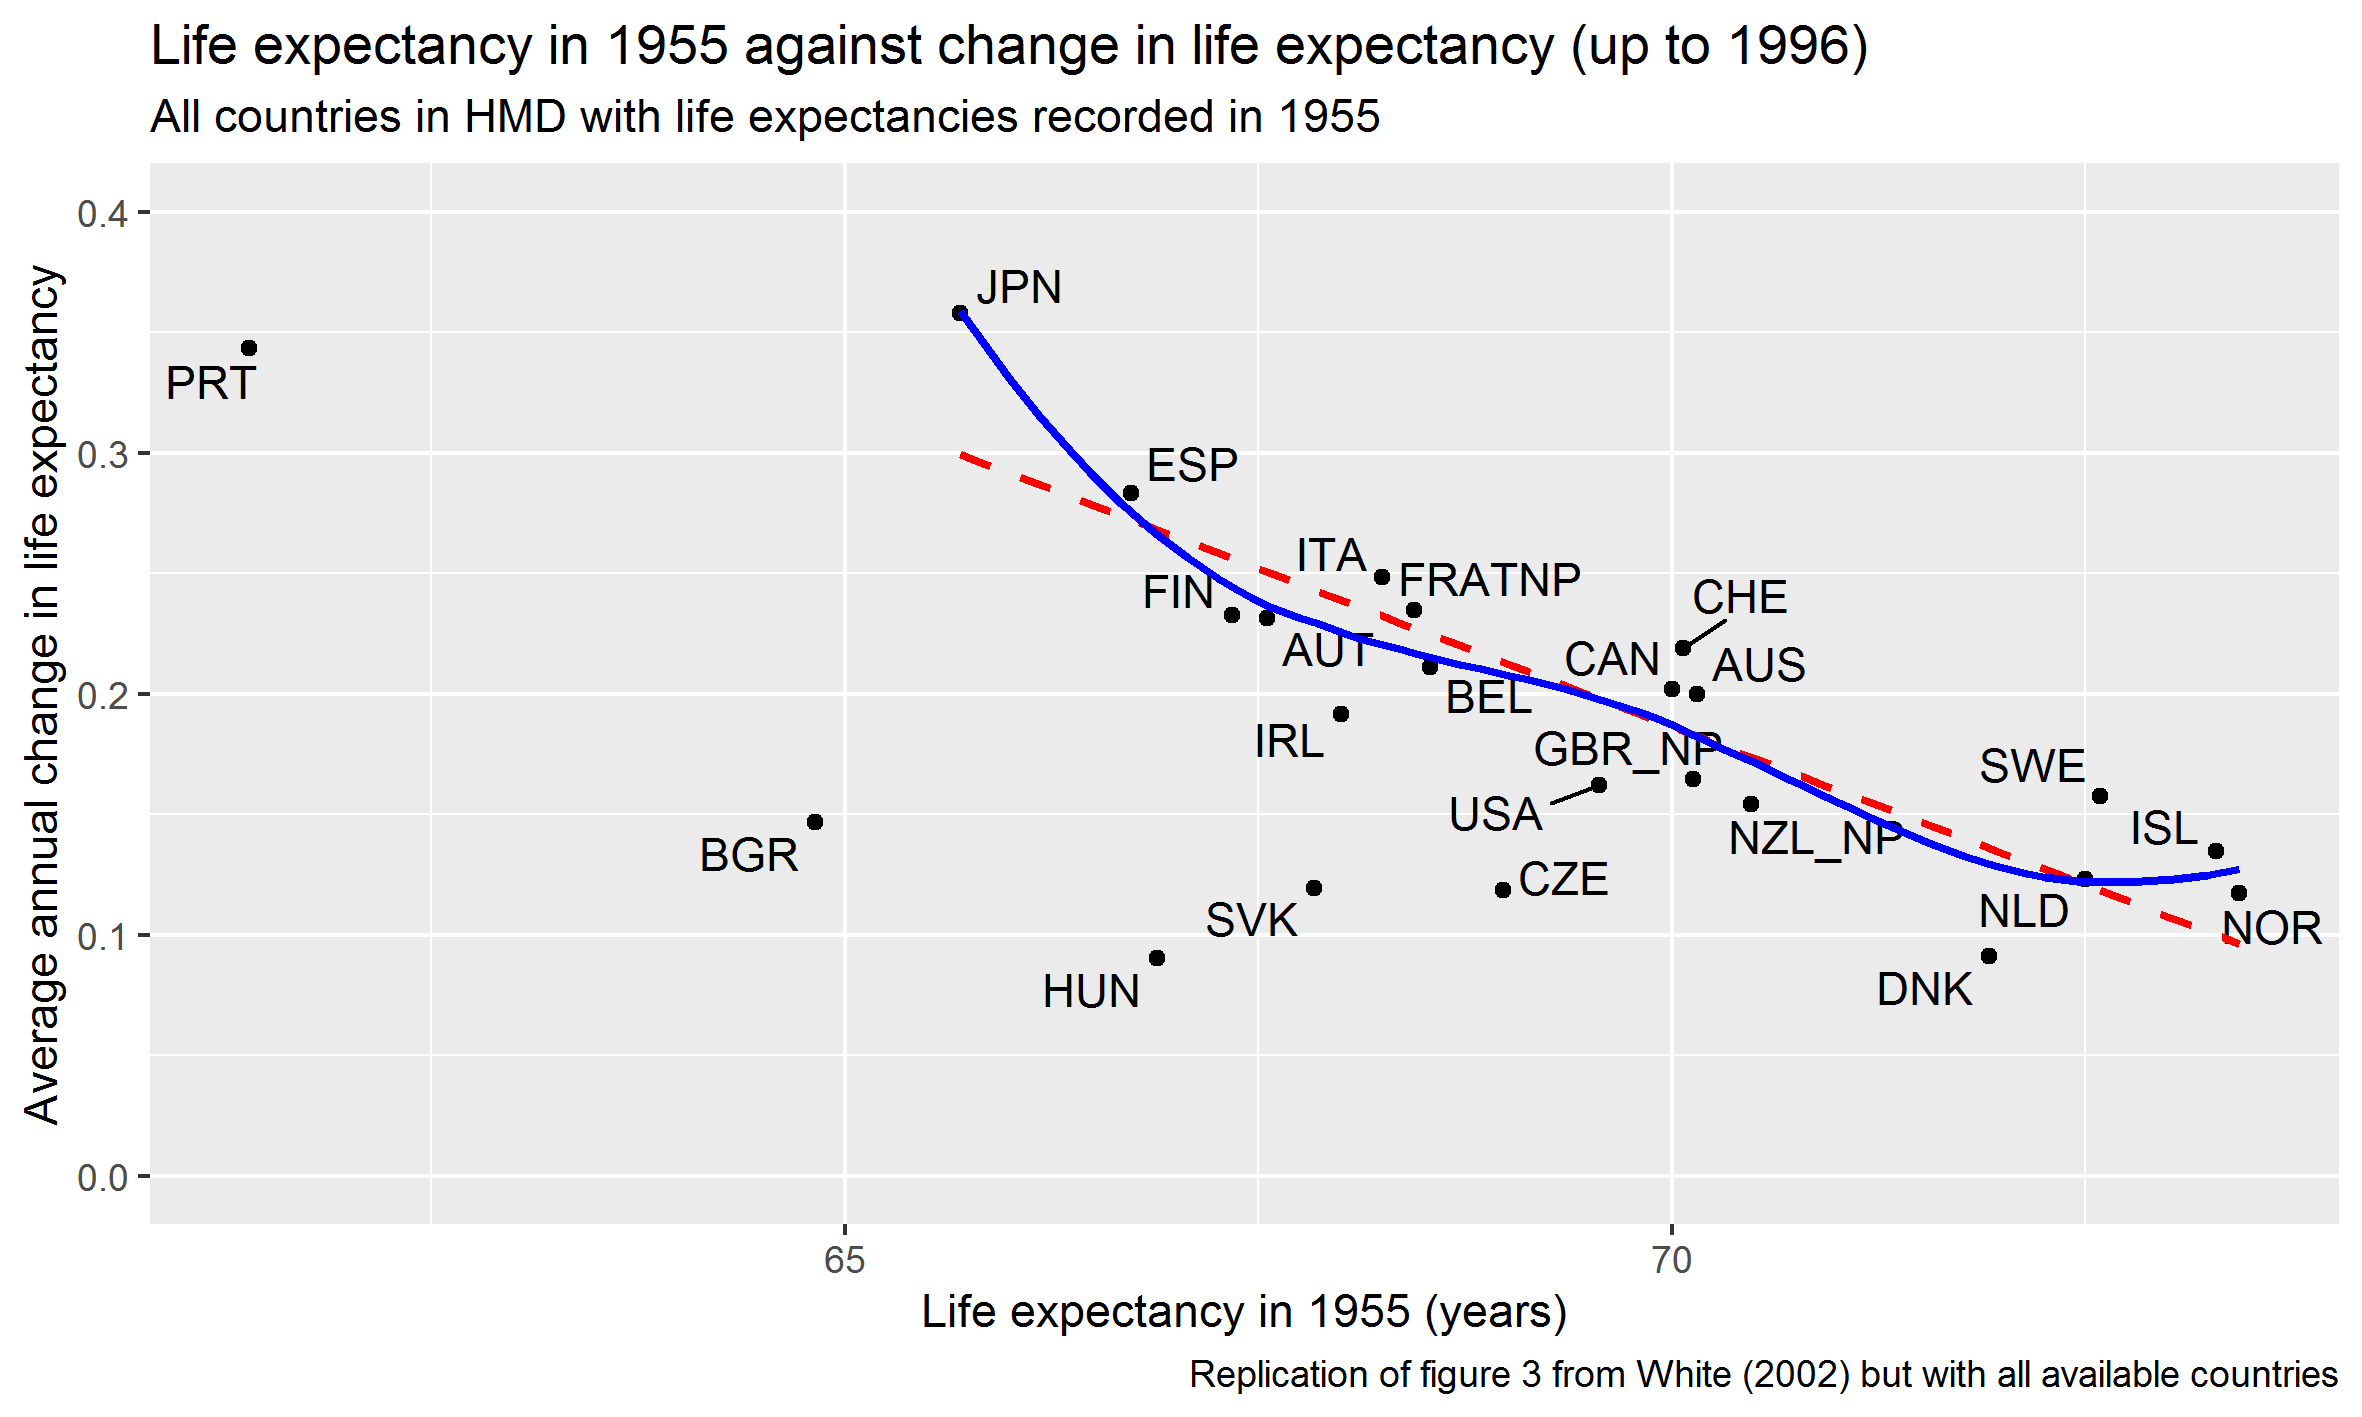 Life expectancy in 1955 against change in life expectancy (up to 1996)
All countries in HMD with life expectancies recorded in 1955
Average annual change in life expectancy
0.4
0.3
0.2
0.1
0.0
JPN
PRT
ESP
ITA
FRATNP
FIN
CHE
AUT
CAN
AUS
BEL
IRL
GBR_NP
SWE
USA
ISL
NZL_NP
BGR
CZE
SVK
NLD
NOR
HUN
DNK
65
70
Life expectancy in 1955 (years)
Replication of figure 3 from White (2002) but with all available countries